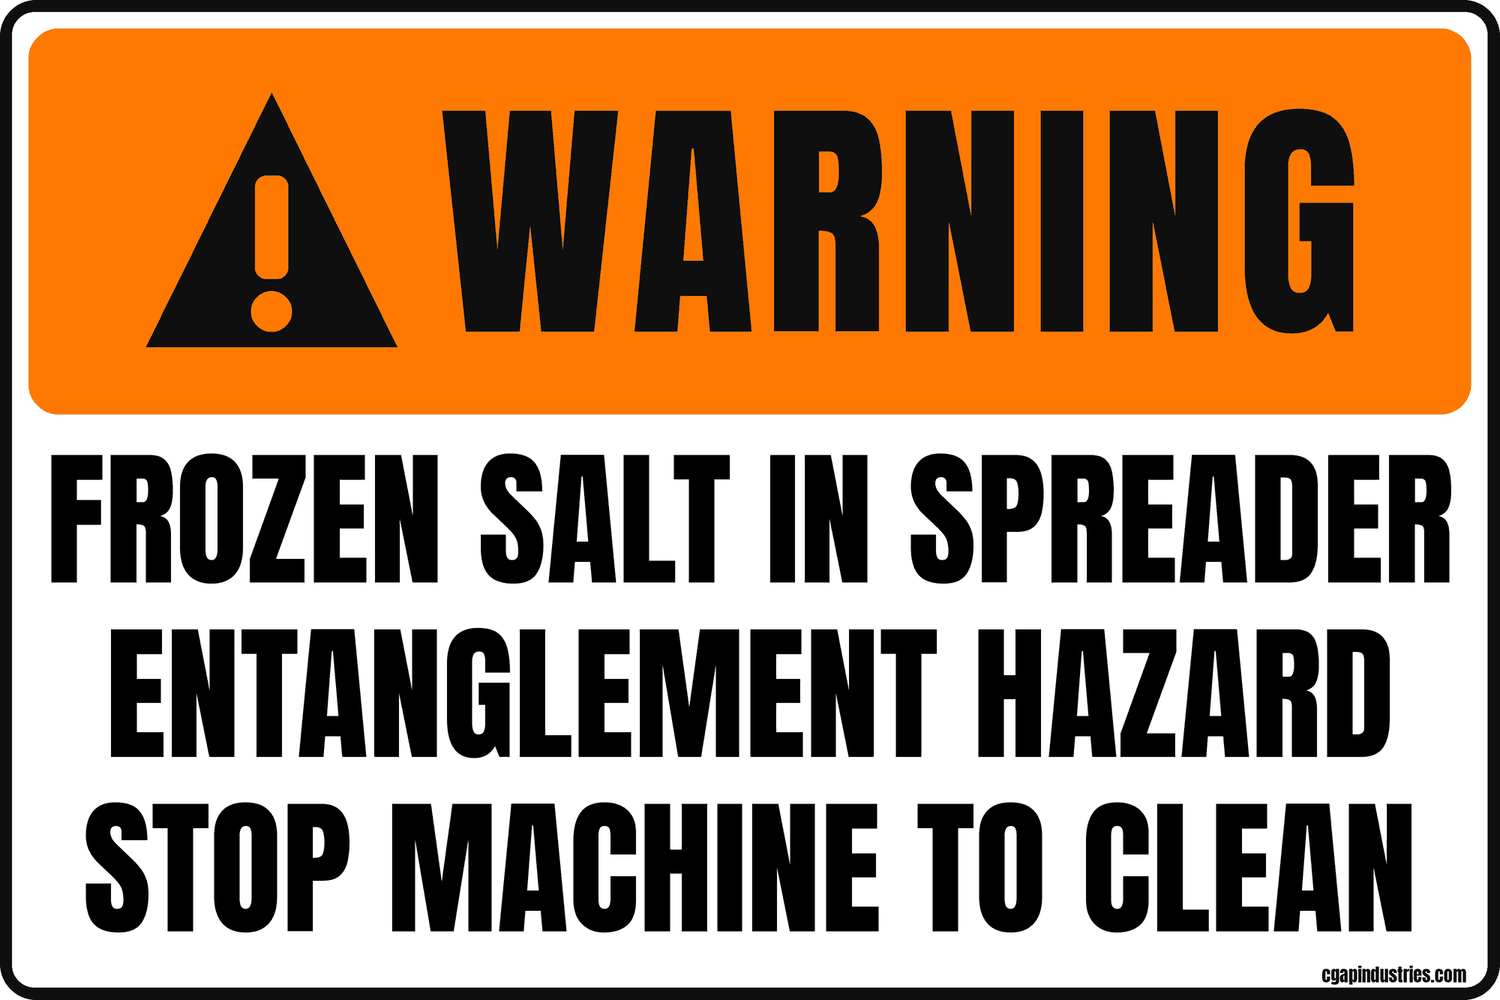 WARNING
FROZEN SALT IN SPREADER
ENTANGLEMENT HAZARD
STOP MACHINE TO CLEAN
cgapindustries.com